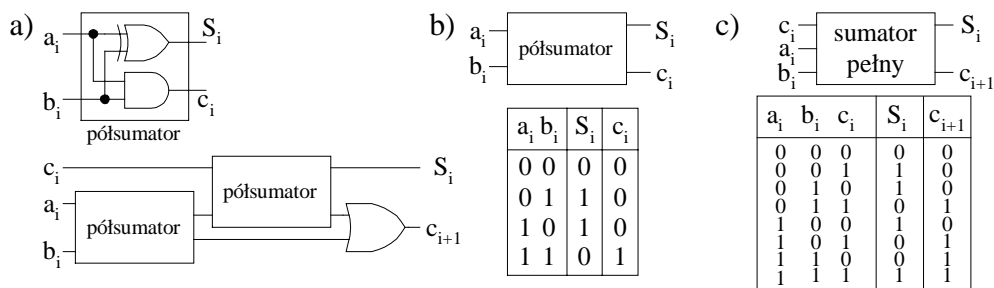 a)
a_i
b_i
S_i
c_i
półsumator
c_i
a_i
b_i
półsumator
półsumator
S_i
c_{i+1}
b)
a_i
b_i
półsumator
S_i
c_i
a_i b_i S_i c_i
0 0 0 0
0 1 1 0
1 0 1 0
1 1 0 1
c)
c_i
a_i
b_i
sumator
pełny
S_i
c_{i+1}
a_i b_i c_i S_i c_{i+1}
0 0 0 0 0
0 0 1 1 0
0 1 0 1 0
0 1 1 0 1
1 0 0 1 0
1 0 1 0 1
1 1 0 0 1
1 1 1 1 1